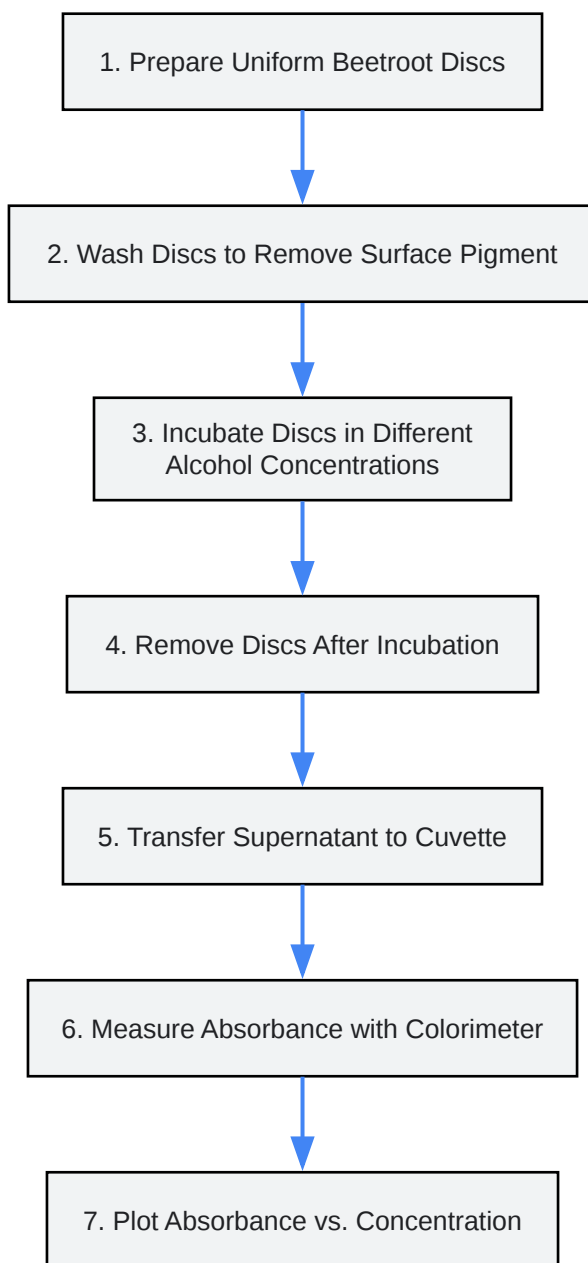 1. Prepare Uniform Beetroot Discs
2. Wash Discs to Remove Surface Pigment
3. Incubate Discs in Different
Alcohol Concentrations
4. Remove Discs After Incubation
5. Transfer Supernatant to Cuvette
6. Measure Absorbance with Colorimeter
7. Plot Absorbance vs. Concentration